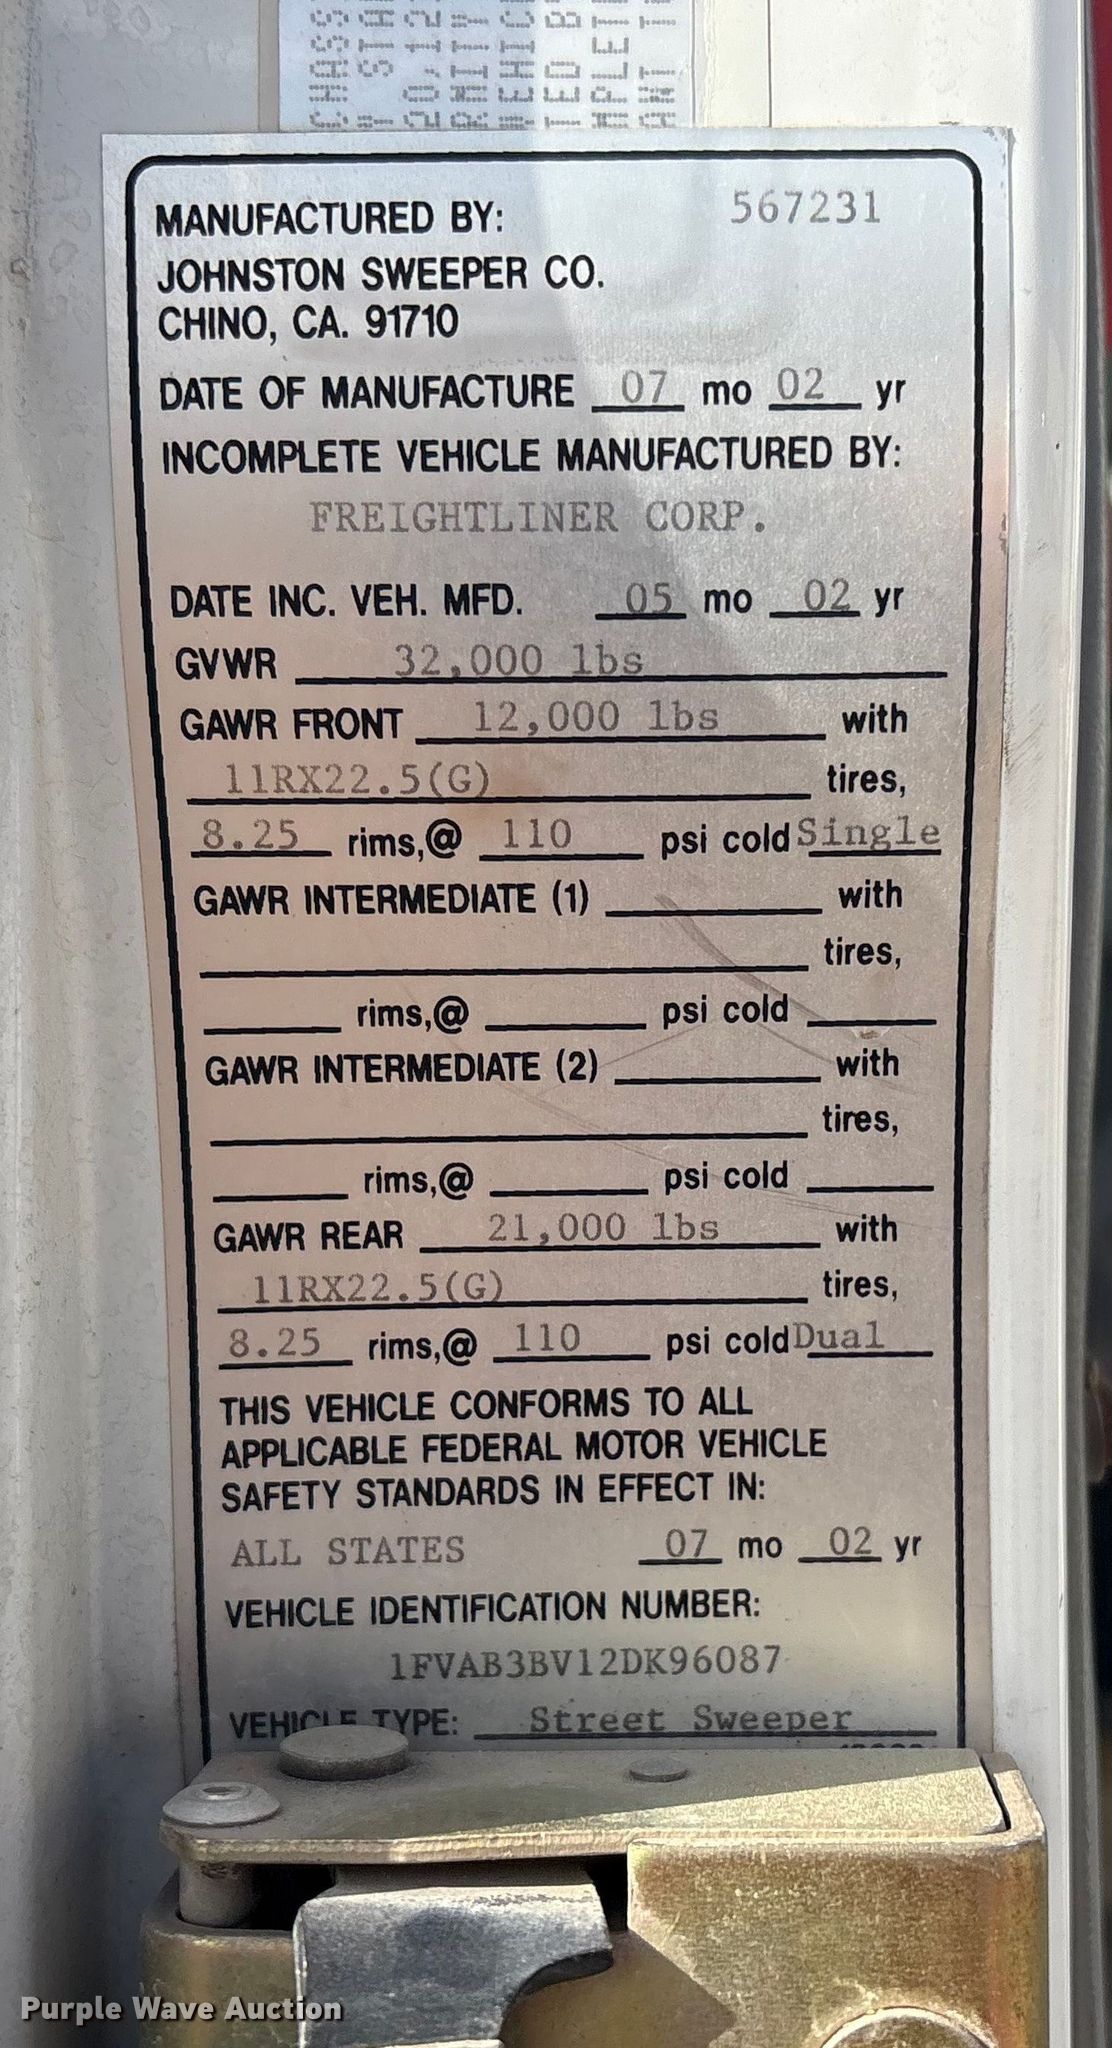 MANUFACTURED BY: 567231
JOHNSTON SWEEPER CO.
CHINO, CA. 91710
DATE OF MANUFACTURE 07 mo 02 yr
INCOMPLETE VEHICLE MANUFACTURED BY:
FREIGHTLINER CORP.
DATE INC. VEH. MFD. 05 mo 02 yr
GVWR 32,000 lbs
GAWR FRONT 12,000 lbs with
11RX22.5(G) tires,
8.25 rims,@ 110 psi cold Single
GAWR INTERMEDIATE (1) with
tires,
rims,@ psi cold
GAWR INTERMEDIATE (2) with
tires,
rims,@ psi cold
GAWR REAR 21,000 lbs with
11RX22.5(G) tires,
8.25 rims,@ 110 psi cold Dual
THIS VEHICLE CONFORMS TO ALL
APPLICABLE FEDERAL MOTOR VEHICLE
SAFETY STANDARDS IN EFFECT IN:
ALL STATES 07 mo 02 yr
VEHICLE IDENTIFICATION NUMBER:
1FVAB3BV12DK96087
VEHICLE TYPE: Street Sweeper
Purple Wave Auction